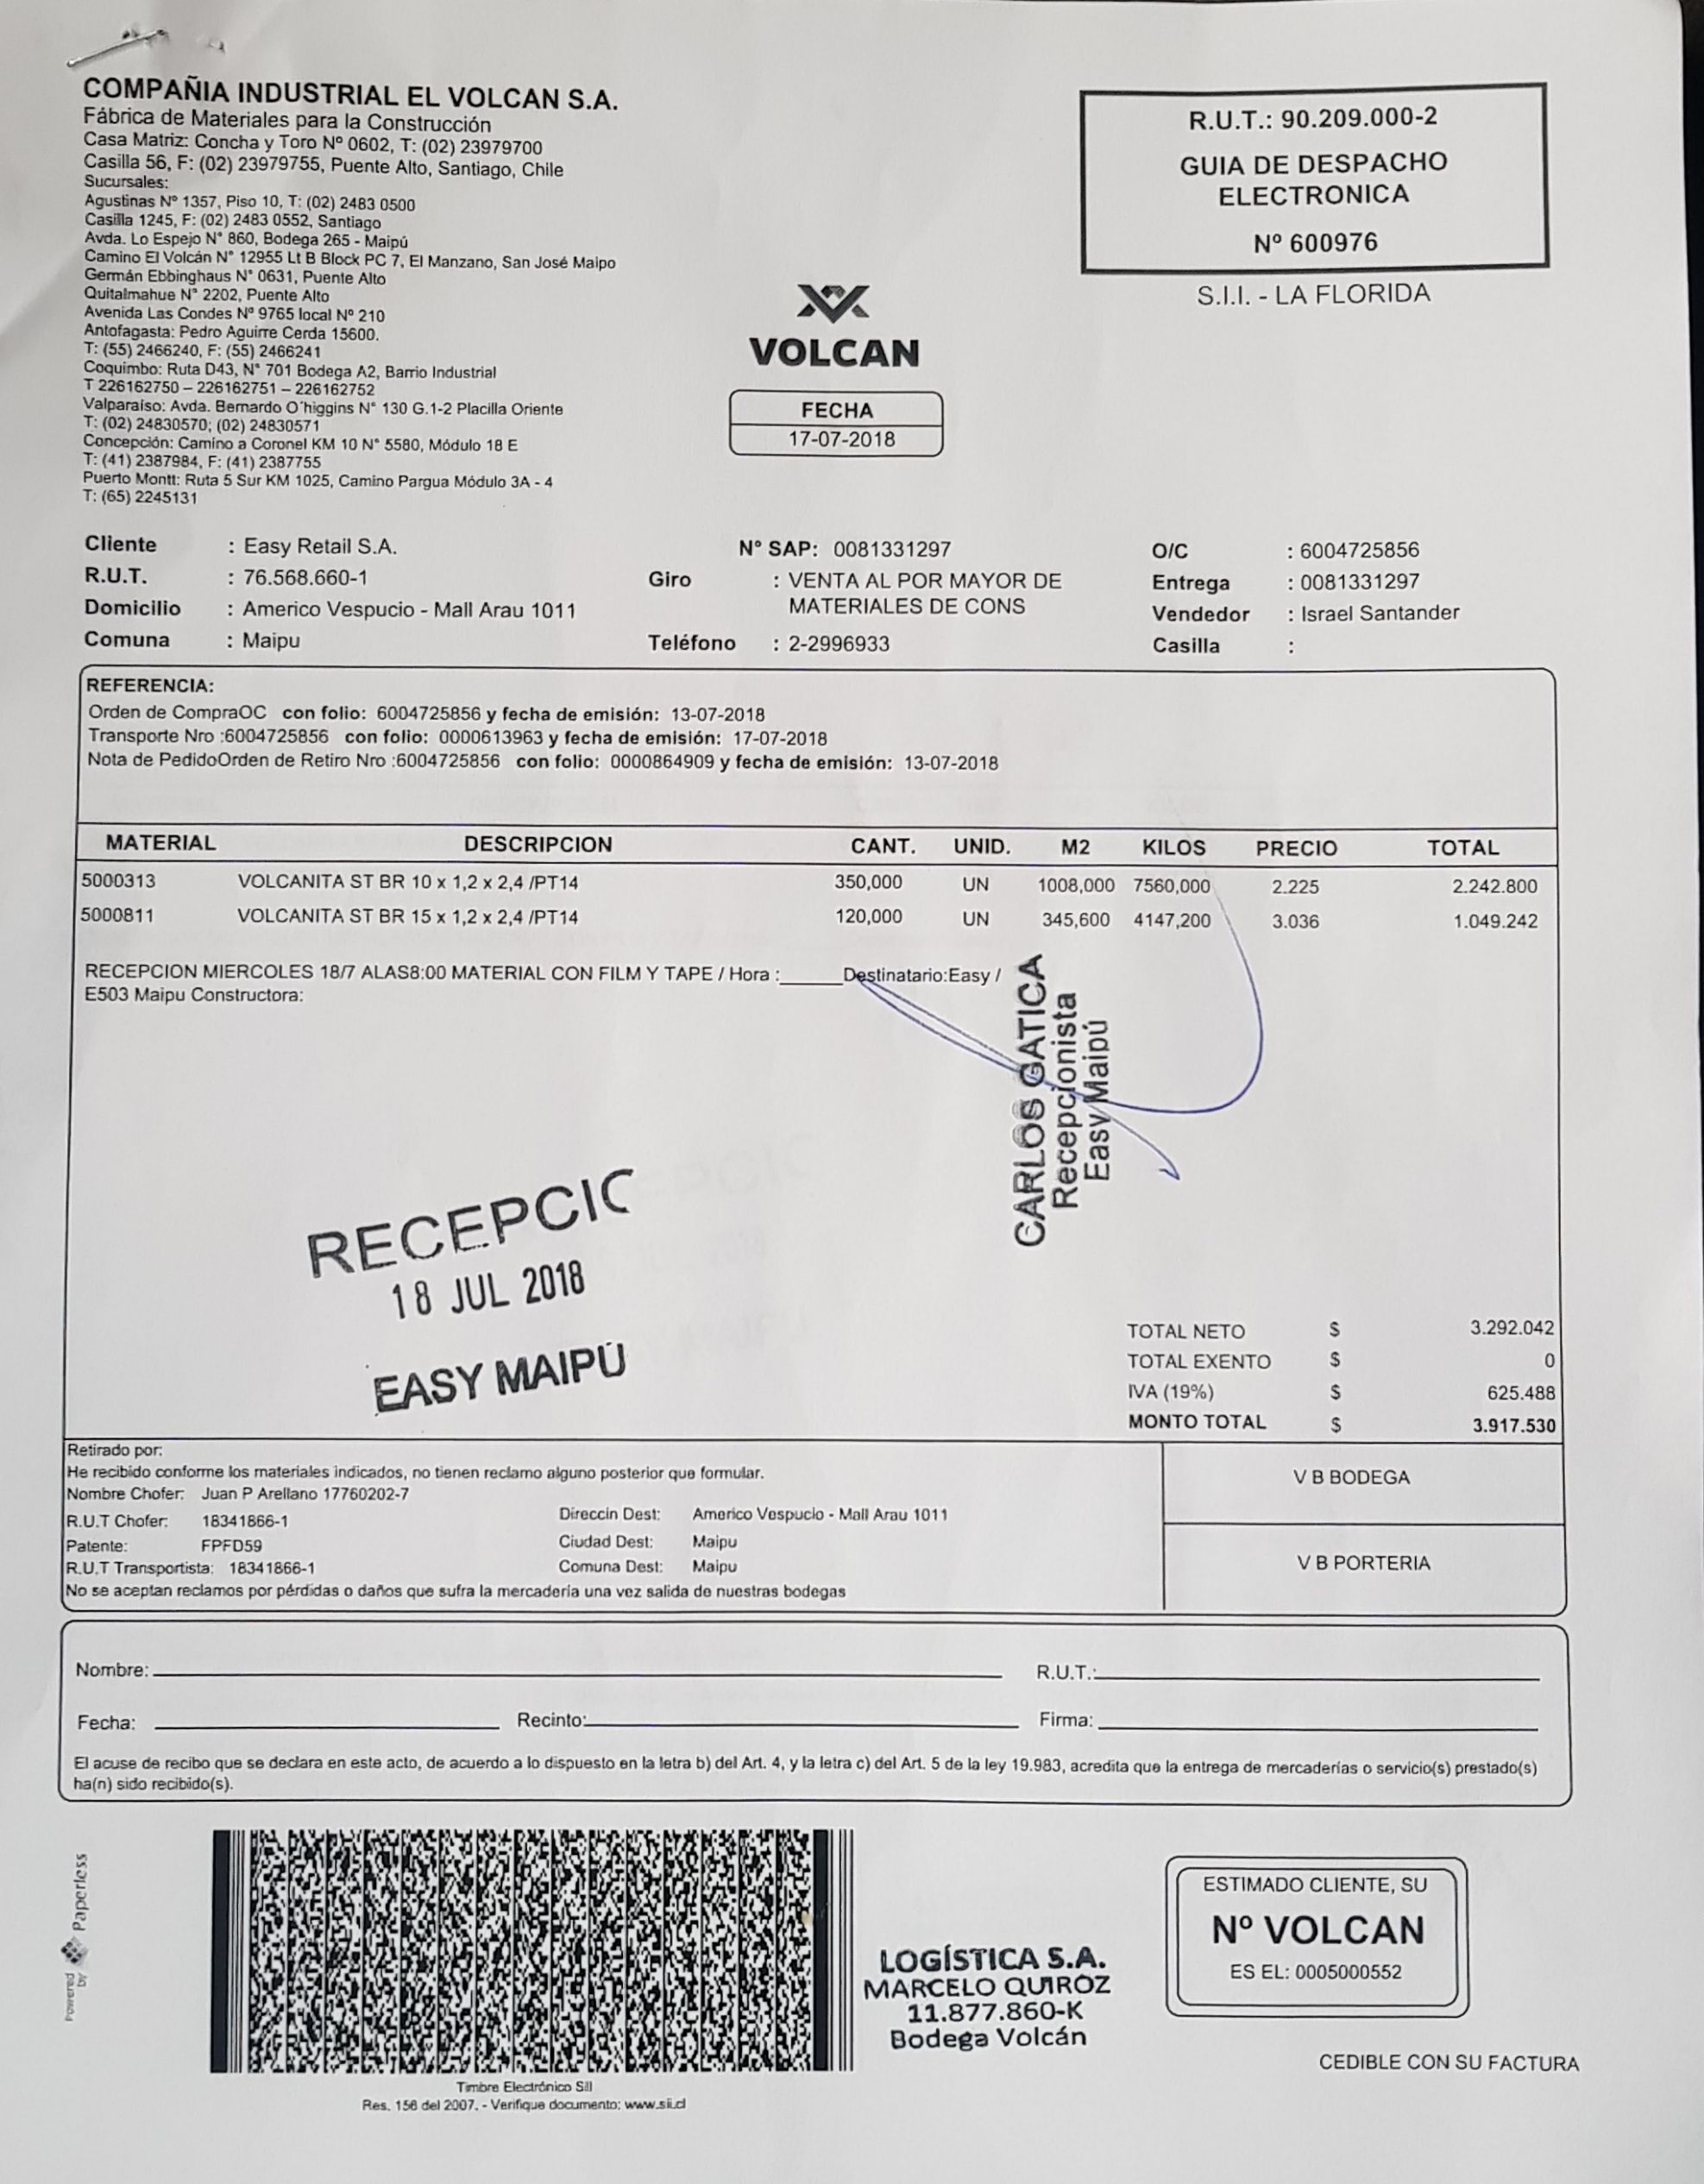 COMPAÑIA INDUSTRIAL EL VOLCAN S.A.
Fábrica de Materiales para la Construcción
Casa Matriz: Concha y Toro Nº 0602, T: (02) 23979700
Casilla 56, F: (02) 23979755, Puente Alto, Santiago, Chile
Sucursales:
Agustinas Nº 1357, Piso 10, T: (02) 2483 0500
Casilla 1245, F: (02) 2483 0552, Santiago
Avda. Lo Espejo N° 860, Bodega 265 - Maipú
Camino El Volcán N° 12955 Lt B Block PC 7, El Manzano, San José Maipo
Germán Ebbinghaus N° 0631, Puente Alto
Quitalmahue N° 2202, Puente Alto
Avenida Las Condes Nº 9765 local Nº 210
Antofagasta: Pedro Aguirre Cerda 15600.
T: (55) 2466240, F: (55) 2466241
Coquimbo: Ruta D43, N° 701 Bodega A2, Barrio Industrial
T 226162750 – 226162751 – 226162752
Valparaíso: Avda. Bernardo O'higgins N° 130 G.1-2 Placilla Oriente
T: (02) 24830570; (02) 24830571
Concepción: Camino a Coronel KM 10 N° 5580, Módulo 18 E
T: (41) 2387984, F: (41) 2387755
Puerto Montt: Ruta 5 Sur KM 1025, Camino Pargua Módulo 3A - 4
T: (65) 2245131
VOLCAN
FECHA
17-07-2018
R.U.T.: 90.209.000-2
GUIA DE DESPACHO
ELECTRONICA
Nº 600976
S.I.I. - LA FLORIDA
Cliente : Easy Retail S.A. N° SAP: 0081331297 O/C : 6004725856
R.U.T. : 76.568.660-1 Giro : VENTA AL POR MAYOR DE Entrega : 0081331297
Domicilio : Americo Vespucio - Mall Arau 1011 MATERIALES DE CONS Vendedor : Israel Santander
Comuna : Maipu Teléfono : 2-2996933 Casilla :
REFERENCIA:
Orden de CompraOC con folio: 6004725856 y fecha de emisión: 13-07-2018
Transporte Nro :6004725856 con folio: 0000613963 y fecha de emisión: 17-07-2018
Nota de PedidoOrden de Retiro Nro :6004725856 con folio: 0000864909 y fecha de emisión: 13-07-2018
MATERIAL DESCRIPCION CANT. UNID. M2 KILOS PRECIO TOTAL
5000313 VOLCANITA ST BR 10 x 1,2 x 2,4 /PT14 350,000 UN 1008,000 7560,000 2.225 2.242.800
5000811 VOLCANITA ST BR 15 x 1,2 x 2,4 /PT14 120,000 UN 345,600 4147,200 3.036 1.049.242
RECEPCION MIERCOLES 18/7 ALAS8:00 MATERIAL CON FILM Y TAPE / Hora :______Destinatario:Easy /
E503 Maipu Constructora:
CARLOS GATICA
Recepcionista
Easy Maipú
RECEPCIO
18 JUL 2018
EASY MAIPÚ
TOTAL NETO $ 3.292.042
TOTAL EXENTO $ 0
IVA (19%) $ 625.488
MONTO TOTAL $ 3.917.530
Retirado por:
He recibido conforme los materiales indicados, no tienen reclamo alguno posterior que formular.
Nombre Chofer: Juan P Arellano 17760202-7
R.U.T Chofer: 18341866-1 Direccin Dest: Americo Vespucio - Mall Arau 1011
Patente: FPFD59 Ciudad Dest: Maipu
R.U.T Transportista: 18341866-1 Comuna Dest: Maipu
No se aceptan reclamos por pérdidas o daños que sufra la mercadería una vez salida de nuestras bodegas
V B BODEGA
V B PORTERIA
Nombre: R.U.T.:
Fecha: Recinto: Firma:
El acuse de recibo que se declara en este acto, de acuerdo a lo dispuesto en la letra b) del Art. 4, y la letra c) del Art. 5 de la ley 19.983, acredita que la entrega de mercaderías o servicio(s) prestado(s)
ha(n) sido recibido(s).
Powered by Paperless
Timbre Electrónico SII
Res. 156 del 2007. - Verifique documento: www.sii.cl
LOGÍSTICA S.A.
MARCELO QUIROZ
11.877.860-K
Bodega Volcán
ESTIMADO CLIENTE, SU
Nº VOLCAN
ES EL: 0005000552
CEDIBLE CON SU FACTURA